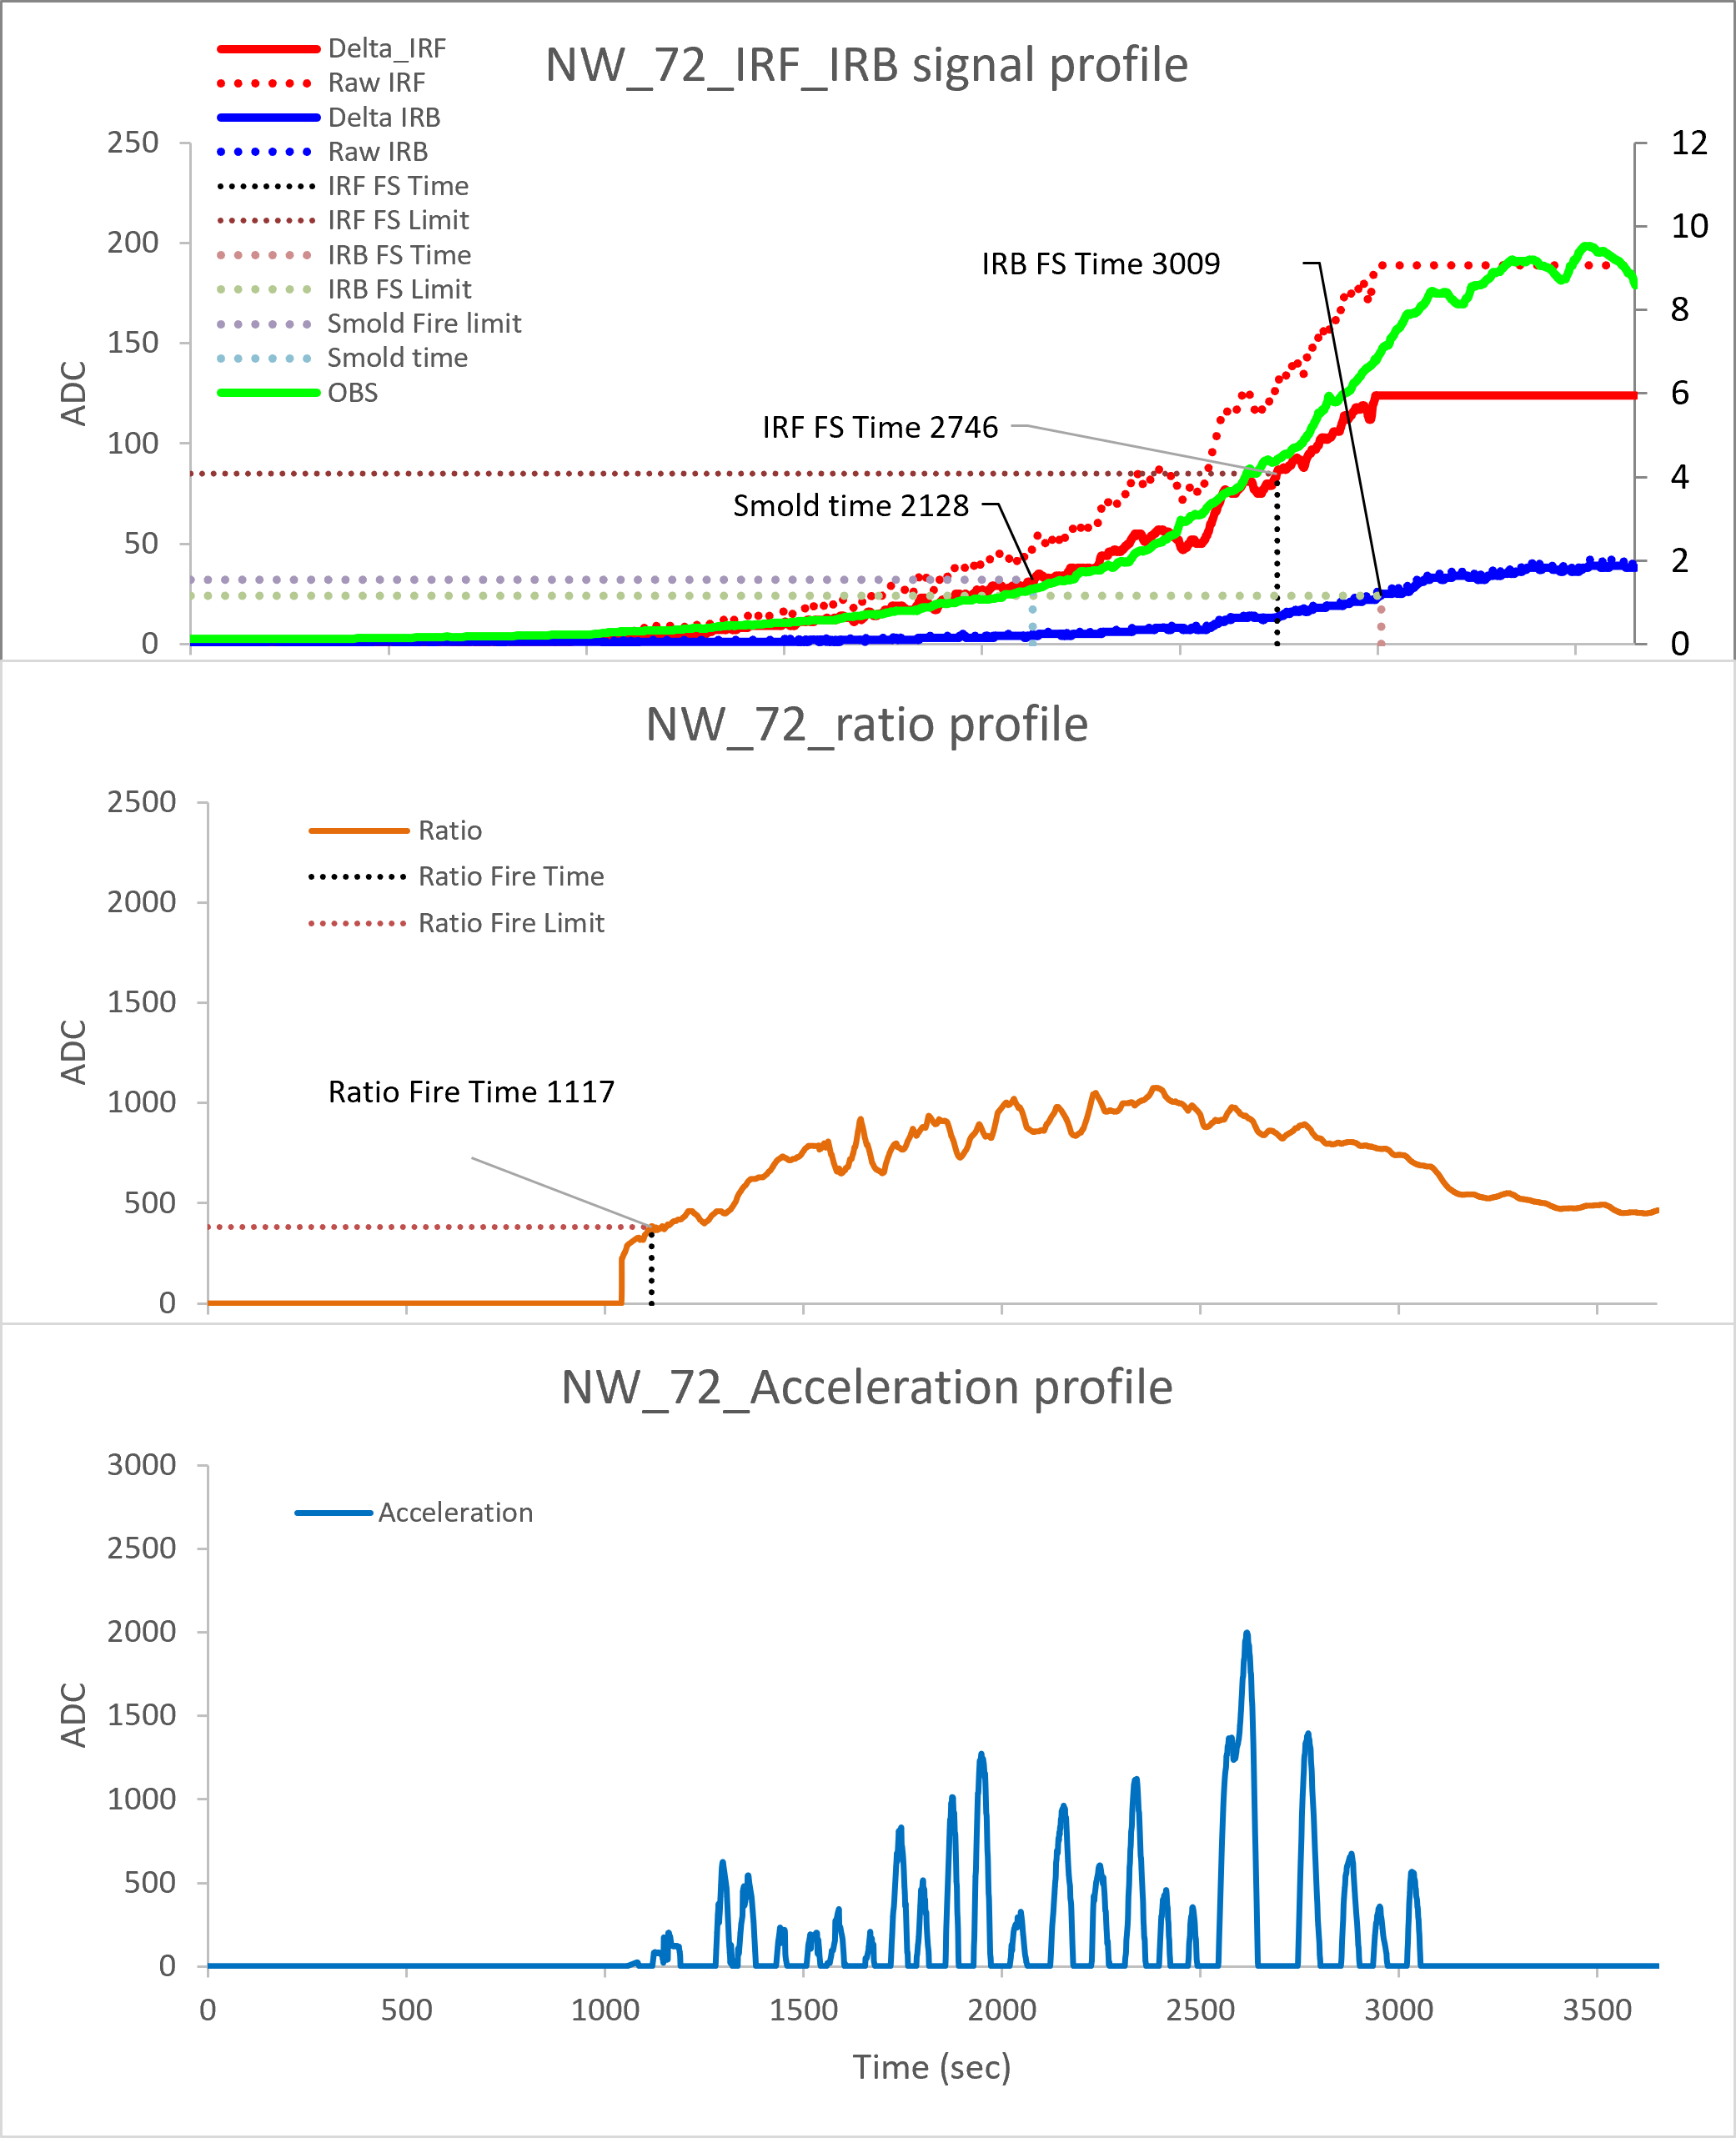 NW_72_IRF_IRB signal profile
Delta_IRF
Raw IRF
Delta IRB
Raw IRB
IRF FS Time
IRF FS Limit
IRB FS Time
IRB FS Limit
Smold Fire limit
Smold time
OBS
250
200
150
100
50
0
ADC
12
10
8
6
4
2
0
IRB FS Time 3009
IRF FS Time 2746
Smold time 2128
NW_72_ratio profile
2500
2000
1500
1000
500
0
ADC
Ratio
Ratio Fire Time
Ratio Fire Limit
Ratio Fire Time 1117
NW_72_Acceleration profile
3000
2500
2000
1500
1000
500
0
ADC
Acceleration
0 500 1000 1500 2000 2500 3000 3500
Time (sec)